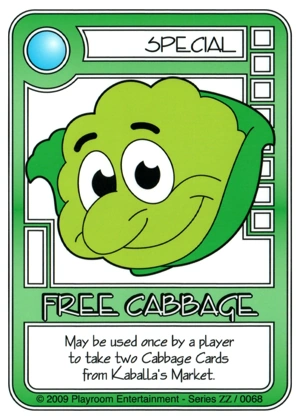 SPECIAL
FREE CABBAGE
May be used once by a player
to take two Cabbage Cards
from Kaballa's Market.
© 2009 Playroom Entertainment - Series ZZ / 0068